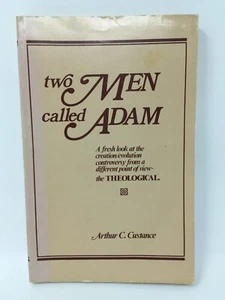 two MEN
called ADAM
A fresh look at the
creation/evolution
controversy from a
different point of view-
the THEOLOGICAL.
Arthur C. Custance